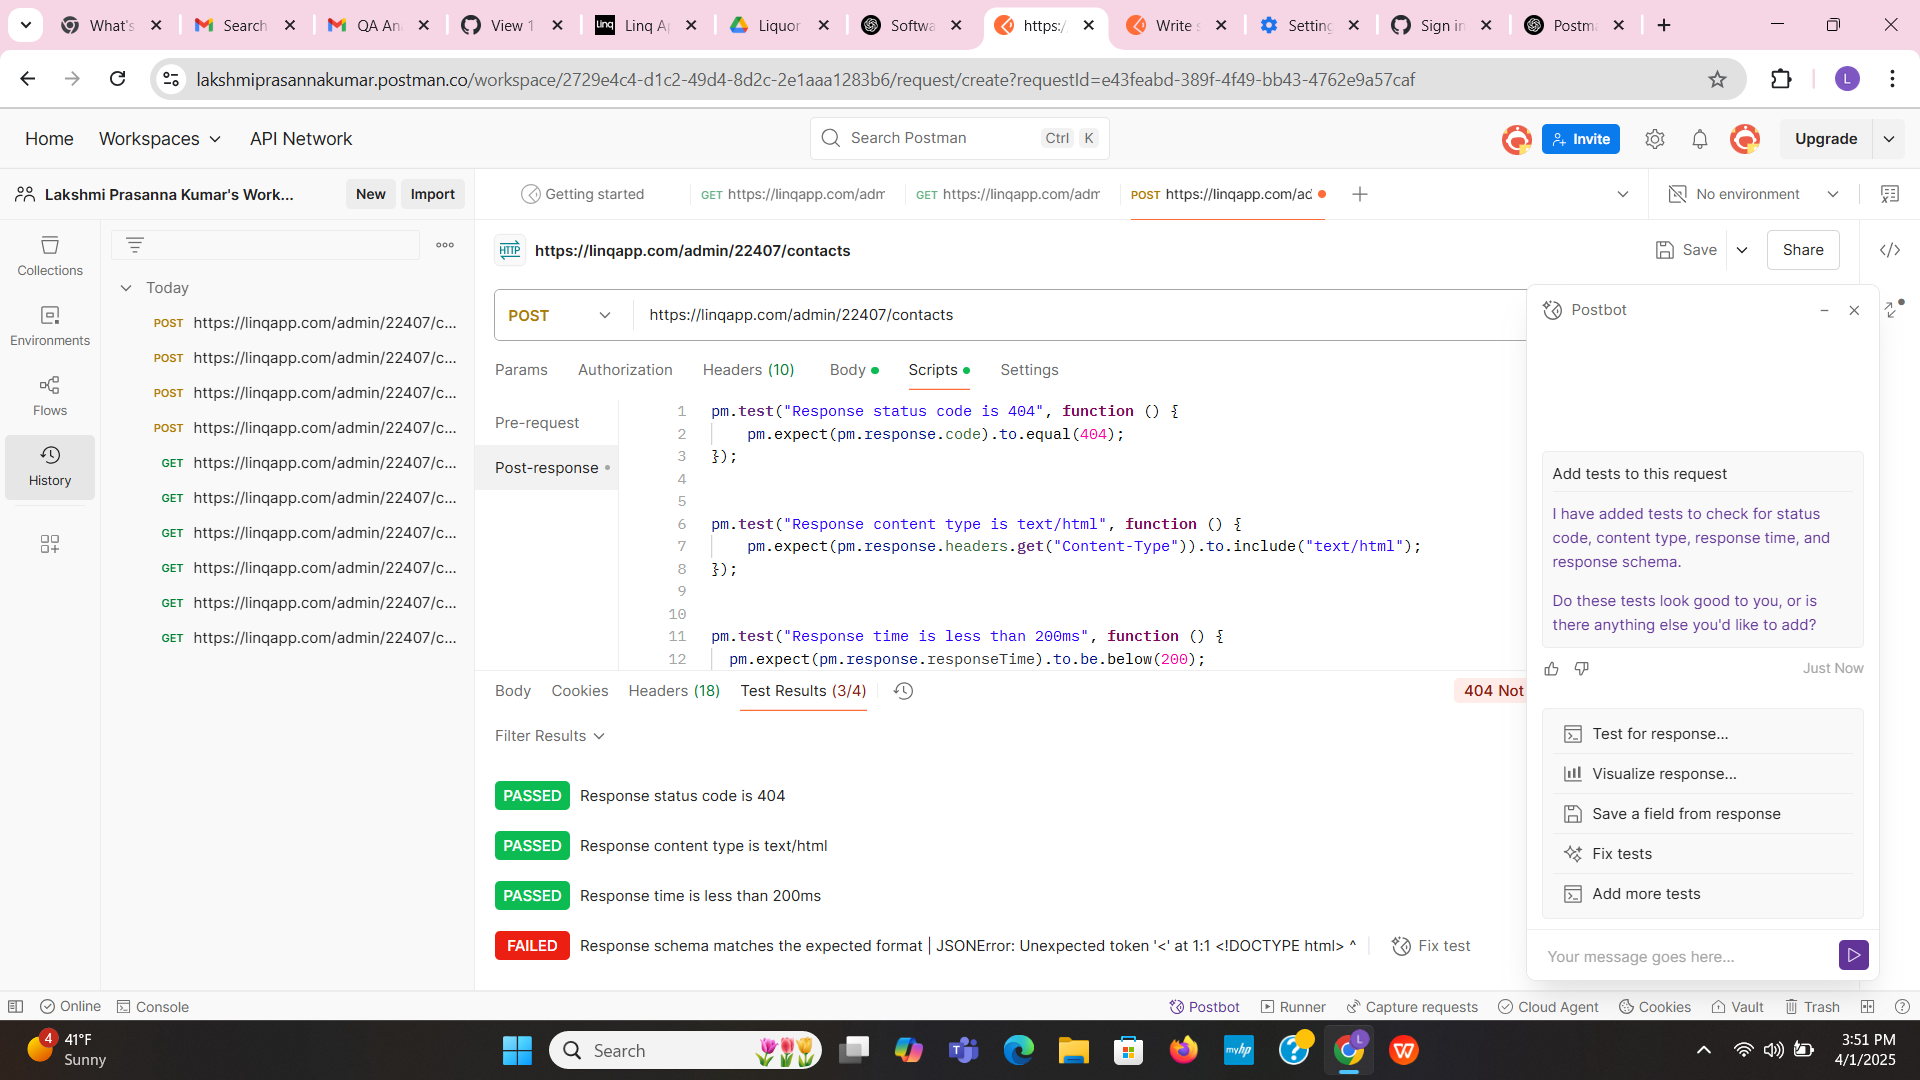 What's
Search
QA An
View 1
Linq
Linq Ap
Liquor
Softwa
https:/
Write s
Setting
Sign in
Postma
lakshmiprasannakumar.postman.co/workspace/2729e4c4-d1c2-49d4-8d2c-2e1aaa1283b6/request/create?requestId=e43feabd-389f-4f49-bb43-4762e9a57caf
L
Home
Workspaces
API Network
Search Postman
Ctrl
K
Invite
Upgrade
Lakshmi Prasanna Kumar's Work...
New
Import
Getting started
GET https://linqapp.com/adm
GET https://linqapp.com/adm
POST https://linqapp.com/ad
No environment
Collections
Environments
Flows
History
Today
POST https://linqapp.com/admin/22407/c...
POST https://linqapp.com/admin/22407/c...
POST https://linqapp.com/admin/22407/c...
POST https://linqapp.com/admin/22407/c...
GET https://linqapp.com/admin/22407/c...
GET https://linqapp.com/admin/22407/c...
GET https://linqapp.com/admin/22407/c...
GET https://linqapp.com/admin/22407/c...
GET https://linqapp.com/admin/22407/c...
GET https://linqapp.com/admin/22407/c...
HTTP
https://linqapp.com/admin/22407/contacts
Save
Share
POST
https://linqapp.com/admin/22407/contacts
Params
Authorization
Headers (10)
Body
Scripts
Settings
Pre-request
Post-response
1 pm.test("Response status code is 404", function () {
2 pm.expect(pm.response.code).to.equal(404);
3 });
4
5
6 pm.test("Response content type is text/html", function () {
7 pm.expect(pm.response.headers.get("Content-Type")).to.include("text/html");
8 });
9
10
11 pm.test("Response time is less than 200ms", function () {
12 pm.expect(pm.response.responseTime).to.be.below(200);
Body
Cookies
Headers (18)
Test Results (3/4)
404 Not
Filter Results
PASSED Response status code is 404
PASSED Response content type is text/html
PASSED Response time is less than 200ms
FAILED Response schema matches the expected format | JSONError: Unexpected token '<' at 1:1 <!DOCTYPE html> ^
Fix test
Postbot
Add tests to this request
I have added tests to check for status
code, content type, response time, and
response schema.
Do these tests look good to you, or is
there anything else you'd like to add?
Just Now
Test for response...
Visualize response...
Save a field from response
Fix tests
Add more tests
Your message goes here...
Online
Console
Postbot
Runner
Capture requests
Cloud Agent
Cookies
Vault
Trash
4
41°F
Sunny
Search
myhp
L
3:51 PM
4/1/2025